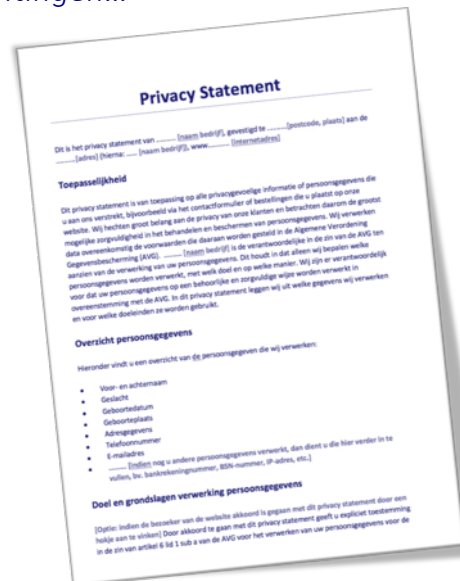 Privacy Statement
Dit is het privacy statement van .......... [naam bedrijf], gevestigd te ............[postcode, plaats] aan de
............[adres] (hierna: ...... [naam bedrijf]), www............ [internetadres]
Toepasselijkheid
Dit privacy statement is van toepassing op alle privacygevoelige informatie of persoonsgegevens die
u aan ons verstrekt, bijvoorbeeld via het contactformulier of bestellingen die u plaatst op onze
website. Wij hechten groot belang aan de privacy van onze klanten en betrachten daarom de grootst
mogelijke zorgvuldigheid in het behandelen en beschermen van persoonsgegevens. Wij verwerken
data overeenkomstig de voorwaarden die daaraan worden gesteld in de Algemene Verordening
Gegevensbescherming (AVG). .......... [naam bedrijf] is de verantwoordelijke in de zin van de AVG ten
aanzien van de verwerking van uw persoonsgegevens. Dit houdt in dat alleen wij bepalen welke
persoonsgegevens worden verwerkt, met welk doel en op welke manier. Wij zijn er verantwoordelijk
voor dat uw persoonsgegevens op een behoorlijke en zorgvuldige wijze worden verwerkt in
overeenstemming met de AVG. In dit privacy statement leggen wij uit welke gegevens wij verwerken
en voor welke doeleinden ze worden gebruikt.
Overzicht persoonsgegevens
Hieronder vindt u een overzicht van de persoonsgegeven die wij verwerken:
• Voor- en achternaam
• Geslacht
• Geboortedatum
• Geboorteplaats
• Adresgegevens
• Telefoonnummer
• E-mailadres
• ......... [indien nog u andere persoonsgegevens verwerkt, dan dient u die hier verder in te
vullen, bv. bankrekeningnummer, BSN-nummer, IP-adres, etc.]
Doel en grondslagen verwerking persoonsgegevens
[Optie: indien de bezoeker van de website akkoord is gegaan met dit privacy statement door een
hokje aan te vinken] Door akkoord te gaan met dit privacy statement geeft u expliciet toestemming
in de zin van artikel 6 lid 1 sub a van de AVG voor het verwerken van uw persoonsgegevens voor de